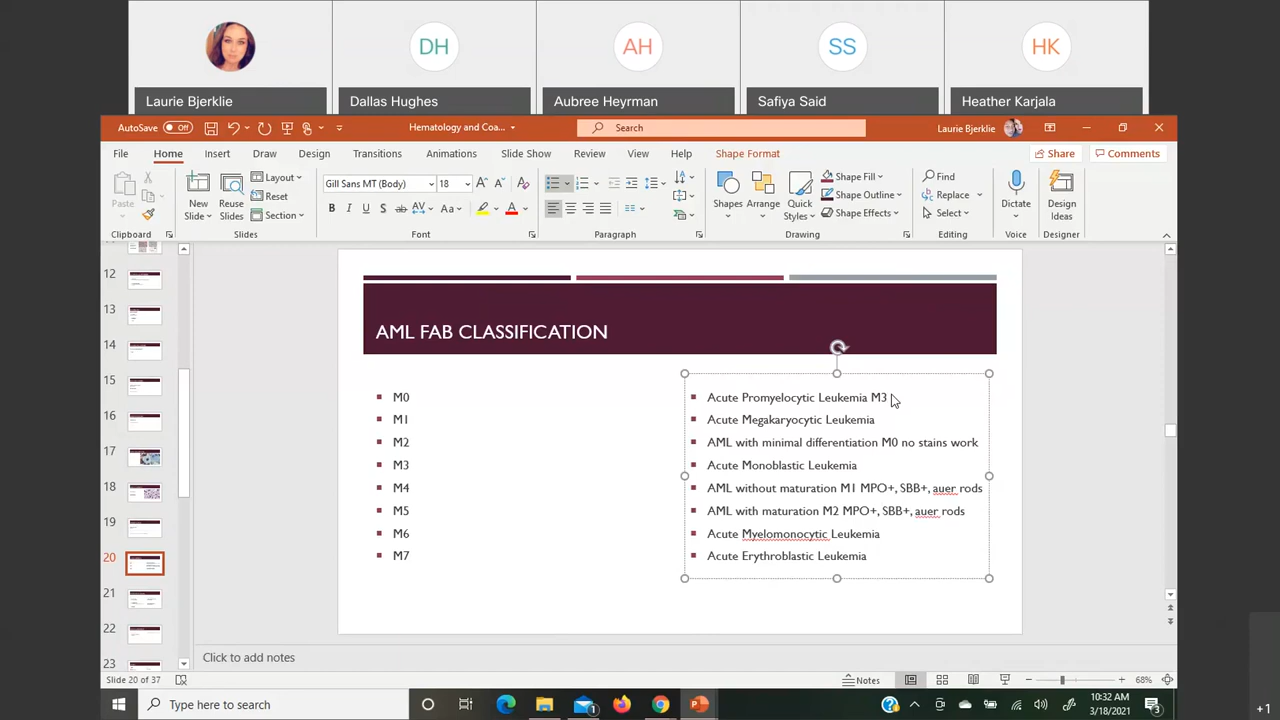 DH
AH
SS
HK
Laurie Bjerklie
Dallas Hughes
Aubree Heyrman
Safiya Said
Heather Karjala
AutoSave Off
Hematology and Coa...
Search
Laurie Bjerklie
File Home Insert Draw Design Transitions Animations Slide Show Review View Help Shape Format
Share
Comments
Paste
Clipboard
New Slide
Reuse Slides
Layout
Reset
Section
Slides
Gill Sans MT (Body) 18
Font
Paragraph
Shapes
Arrange
Quick Styles
Shape Fill
Shape Outline
Shape Effects
Drawing
Find
Replace
Select
Editing
Dictate
Voice
Design Ideas
Designer
12
13
14
15
16
17
18
19
20
21
22
23
AML FAB CLASSIFICATION
M0
M1
M2
M3
M4
M5
M6
M7
Acute Promyelocytic Leukemia M3
Acute Megakaryocytic Leukemia
AML with minimal differentiation M0 no stains work
Acute Monoblastic Leukemia
AML without maturation M1 MPO+, SBB+, auer rods
AML with maturation M2 MPO+, SBB+, auer rods
Acute Myelomonocytic Leukemia
Acute Erythroblastic Leukemia
Click to add notes
Slide 20 of 37
Notes
68%
Type here to search
10:32 AM
3/18/2021
+1